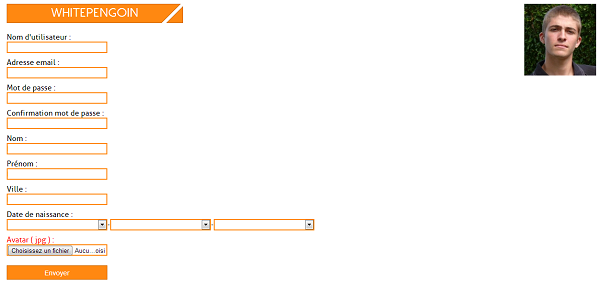 WHITEPENGOIN
Nom d'utilisateur :
Adresse email :
Mot de passe :
Confirmation mot de passe :
Nom :
Prénom :
Ville :
Date de naissance :
- -
Avatar ( jpg ) :
Choisissez un fichier Aucu...oisi
Envoyer